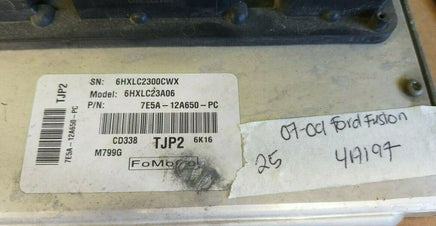 TJP2
7E5A-12A650-PC
SN: 6HXLC2300CWX
Model: 6HXLC23A06
P/N: 7E5A-12A650-PC
CD338 TJP2 6K16
M799G
FoMoCo
07-09 Ford Fusion
25 4A197